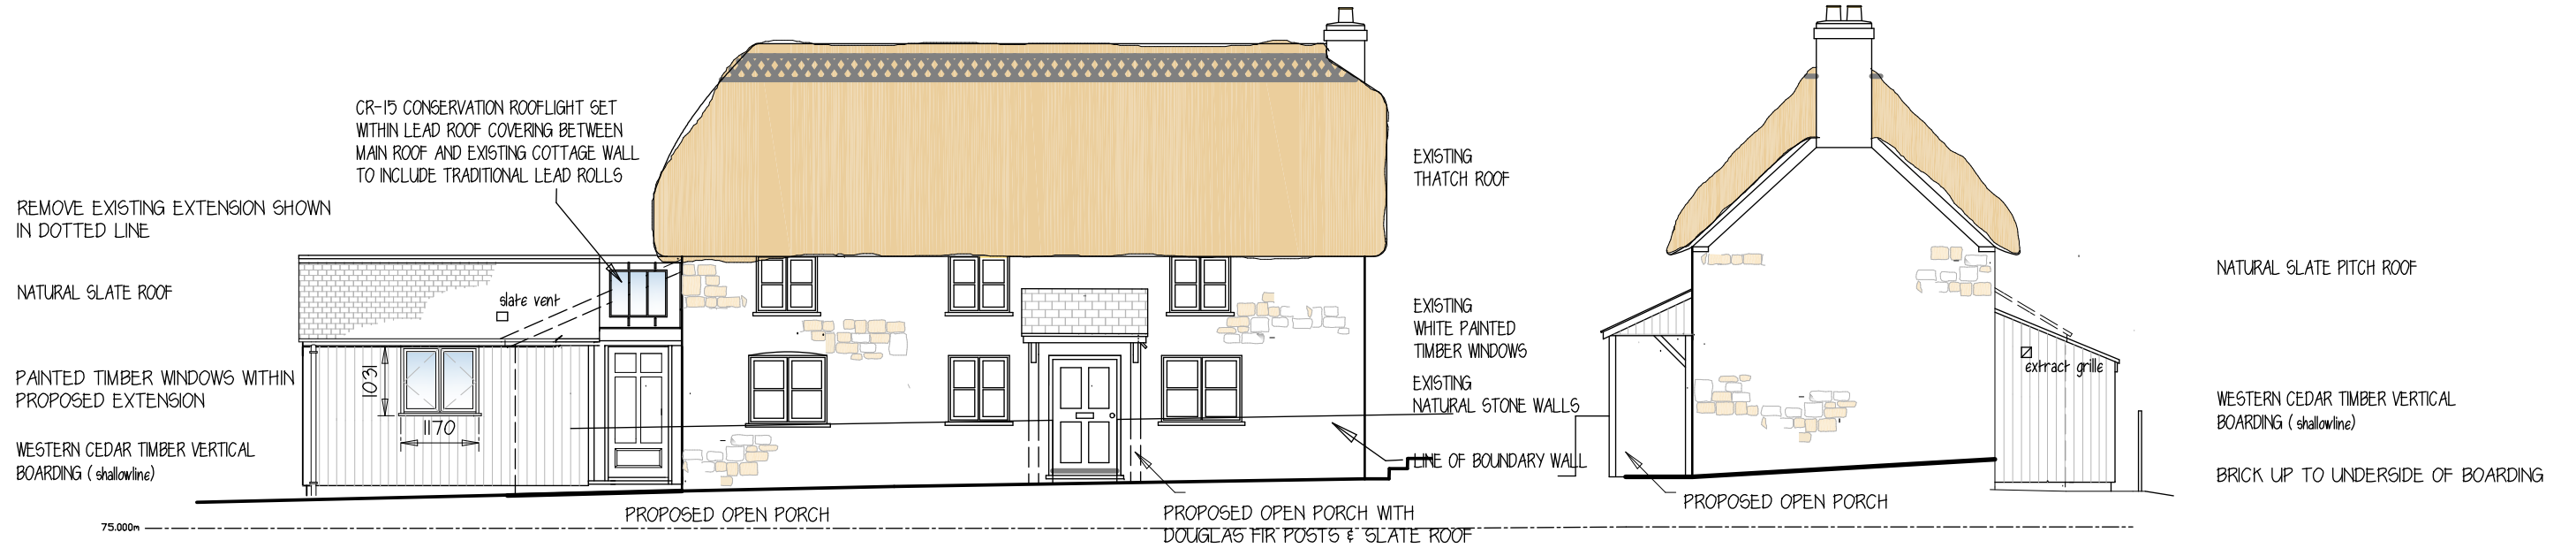 CR-15 CONSERVATION ROOFLIGHT SET
WITHIN LEAD ROOF COVERING BETWEEN
MAIN ROOF AND EXISTING COTTAGE WALL
TO INCLUDE TRADITIONAL LEAD ROLLS
REMOVE EXISTING EXTENSION SHOWN
IN DOTTED LINE
NATURAL SLATE ROOF
slate vent
PAINTED TIMBER WINDOWS WITHIN
PROPOSED EXTENSION
1031
1170
WESTERN CEDAR TIMBER VERTICAL
BOARDING ( shallowline)
75.000m
PROPOSED OPEN PORCH
EXISTING
THATCH ROOF
EXISTING
WHITE PAINTED
TIMBER WINDOWS
EXISTING
NATURAL STONE WALLS
LINE OF BOUNDARY WALL
PROPOSED OPEN PORCH WITH
DOUGLAS FIR POSTS & SLATE ROOF
PROPOSED OPEN PORCH
extract grille
NATURAL SLATE PITCH ROOF
WESTERN CEDAR TIMBER VERTICAL
BOARDING ( shallowline)
BRICK UP TO UNDERSIDE OF BOARDING